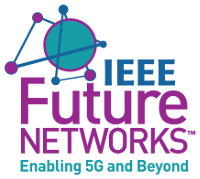 IEEE
Future
NETWORKS™
Enabling 5G and Beyond